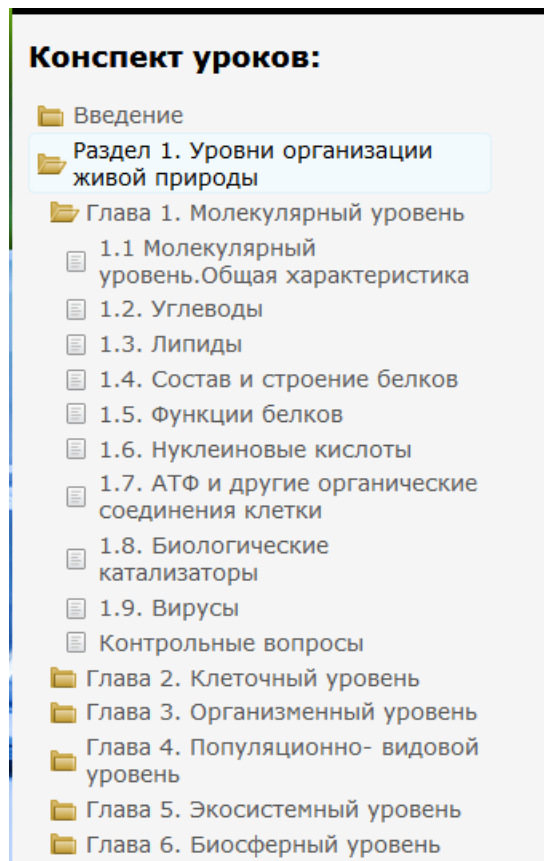 Конспект уроков:
Введение
Раздел 1. Уровни организации
живой природы
Глава 1. Молекулярный уровень
1.1 Молекулярный
уровень.Общая характеристика
1.2. Углеводы
1.3. Липиды
1.4. Состав и строение белков
1.5. Функции белков
1.6. Нуклеиновые кислоты
1.7. АТФ и другие органические
соединения клетки
1.8. Биологические
катализаторы
1.9. Вирусы
Контрольные вопросы
Глава 2. Клеточный уровень
Глава 3. Организменный уровень
Глава 4. Популяционно- видовой
уровень
Глава 5. Экосистемный уровень
Глава 6. Биосферный уровень